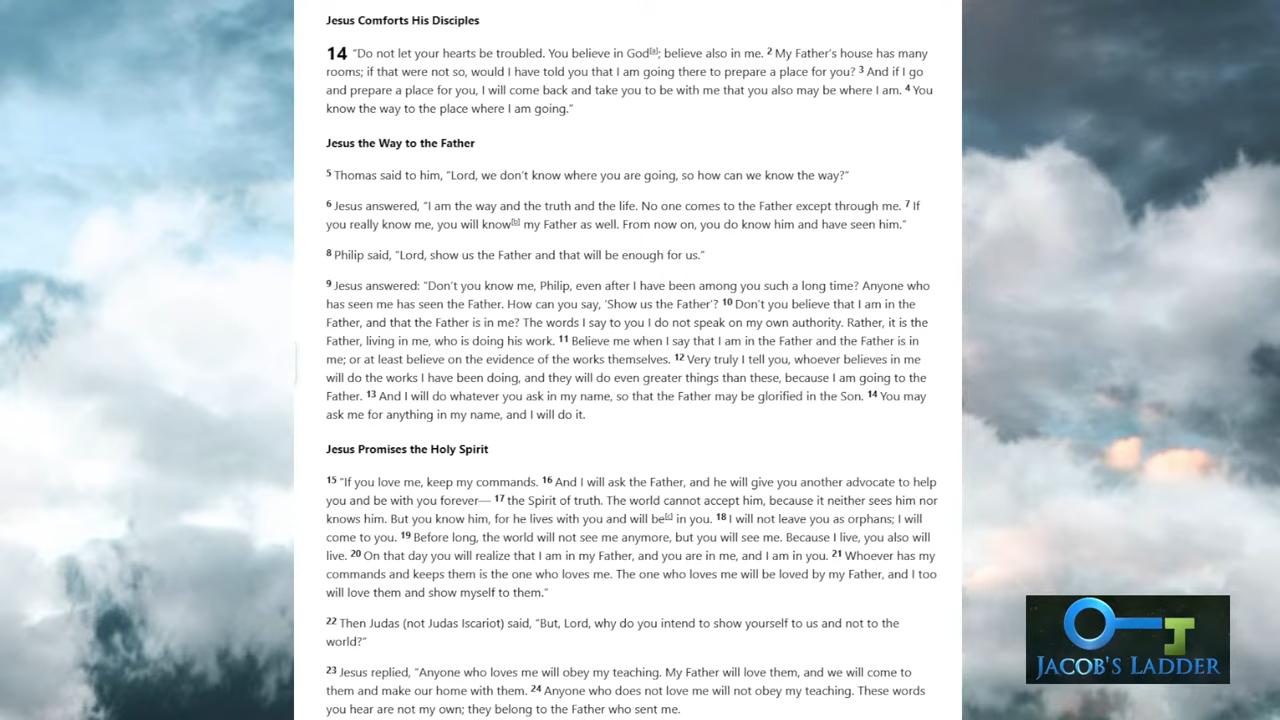 Jesus Comforts His Disciples
14 “Do not let your hearts be troubled. You believe in God[a]; believe also in me. 2 My Father’s house has many
rooms; if that were not so, would I have told you that I am going there to prepare a place for you? 3 And if I go
and prepare a place for you, I will come back and take you to be with me that you also may be where I am. 4 You
know the way to the place where I am going.”
Jesus the Way to the Father
5 Thomas said to him, “Lord, we don’t know where you are going, so how can we know the way?”
6 Jesus answered, “I am the way and the truth and the life. No one comes to the Father except through me. 7 If
you really know me, you will know[b] my Father as well. From now on, you do know him and have seen him.”
8 Philip said, “Lord, show us the Father and that will be enough for us.”
9 Jesus answered: “Don’t you know me, Philip, even after I have been among you such a long time? Anyone who
has seen me has seen the Father. How can you say, ‘Show us the Father’? 10 Don’t you believe that I am in the
Father, and that the Father is in me? The words I say to you I do not speak on my own authority. Rather, it is the
Father, living in me, who is doing his work. 11 Believe me when I say that I am in the Father and the Father is in
me; or at least believe on the evidence of the works themselves. 12 Very truly I tell you, whoever believes in me
will do the works I have been doing, and they will do even greater things than these, because I am going to the
Father. 13 And I will do whatever you ask in my name, so that the Father may be glorified in the Son. 14 You may
ask me for anything in my name, and I will do it.
Jesus Promises the Holy Spirit
15 “If you love me, keep my commands. 16 And I will ask the Father, and he will give you another advocate to help
you and be with you forever— 17 the Spirit of truth. The world cannot accept him, because it neither sees him nor
knows him. But you know him, for he lives with you and will be[c] in you. 18 I will not leave you as orphans; I will
come to you. 19 Before long, the world will not see me anymore, but you will see me. Because I live, you also will
live. 20 On that day you will realize that I am in my Father, and you are in me, and I am in you. 21 Whoever has my
commands and keeps them is the one who loves me. The one who loves me will be loved by my Father, and I too
will love them and show myself to them.”
22 Then Judas (not Judas Iscariot) said, “But, Lord, why do you intend to show yourself to us and not to the
world?”
23 Jesus replied, “Anyone who loves me will obey my teaching. My Father will love them, and we will come to
them and make our home with them. 24 Anyone who does not love me will not obey my teaching. These words
you hear are not my own; they belong to the Father who sent me.
JACOB'S LADDER